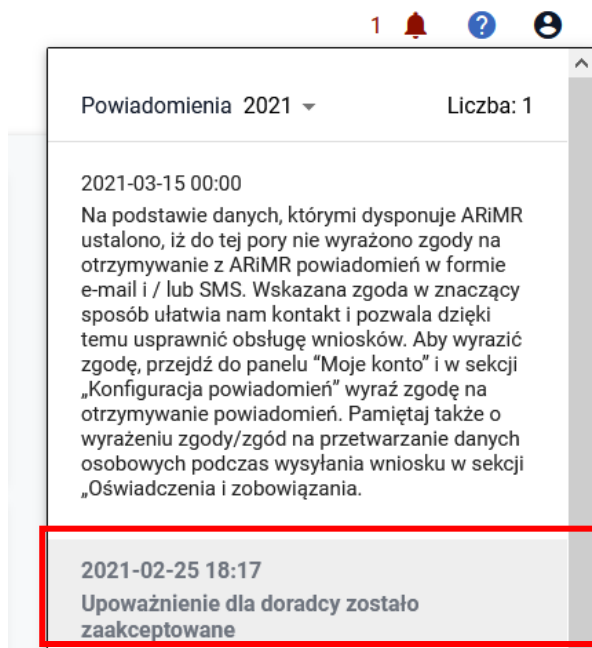 1
Powiadomienia 2021
Liczba: 1
2021-03-15 00:00
Na podstawie danych, którymi dysponuje ARiMR
ustalono, iż do tej pory nie wyrażono zgody na
otrzymywanie z ARiMR powiadomień w formie
e-mail i / lub SMS. Wskazana zgoda w znaczący
sposób ułatwia nam kontakt i pozwala dzięki
temu usprawnić obsługę wniosków. Aby wyrazić
zgodę, przejdź do panelu “Moje konto” i w sekcji
„Konfiguracja powiadomień” wyraź zgodę na
otrzymywanie powiadomień. Pamiętaj także o
wyrażeniu zgody/zgód na przetwarzanie danych
osobowych podczas wysyłania wniosku w sekcji
„Oświadczenia i zobowiązania.
2021-02-25 18:17
Upoważnienie dla doradcy zostało
zaakceptowane